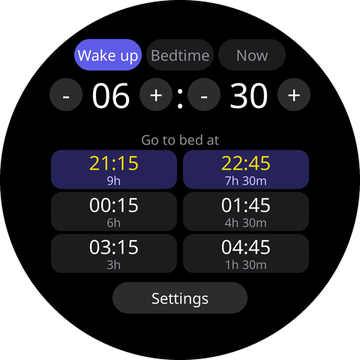 Wake up Bedtime Now
- 06 + : - 30 +
Go to bed at
21:15 22:45
9h 7h 30m
00:15 01:45
6h 4h 30m
03:15 04:45
3h 1h 30m
Settings